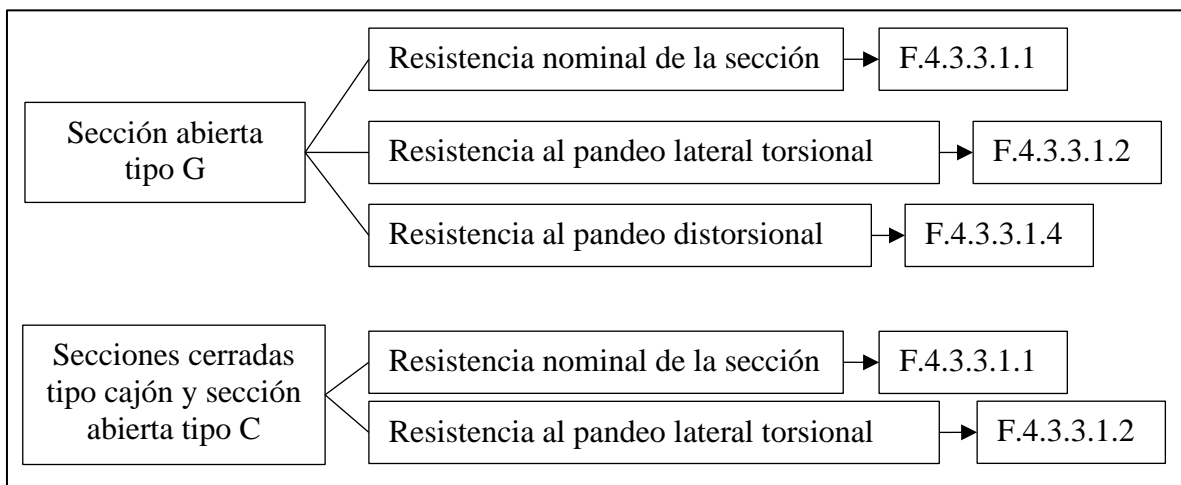 Resistencia nominal de la sección
F.4.3.3.1.1
Sección abierta
tipo G
Resistencia al pandeo lateral torsional
F.4.3.3.1.2
Resistencia al pandeo distorsional
F.4.3.3.1.4
Secciones cerradas
tipo cajón y sección
abierta tipo C
Resistencia nominal de la sección
F.4.3.3.1.1
Resistencia al pandeo lateral torsional
F.4.3.3.1.2